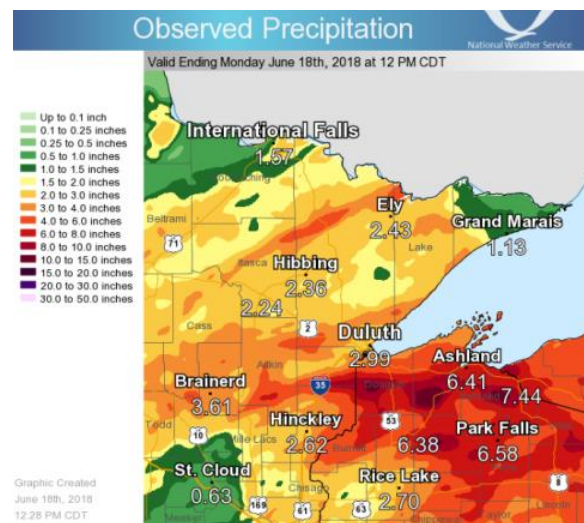 Observed Precipitation
National Weather Service
Valid Ending Monday June 18th, 2018 at 12 PM CDT
Up to 0.1 inch
0.1 to 0.25 inches
0.25 to 0.5 inches
0.5 to 1.0 inches
1.0 to 1.5 inches
1.5 to 2.0 inches
2.0 to 3.0 inches
3.0 to 4.0 inches
4.0 to 6.0 inches
6.0 to 8.0 inches
8.0 to 10.0 inches
10.0 to 15.0 inches
15.0 to 20.0 inches
20.0 to 30.0 inches
30.0 to 50.0 inches
International Falls
1.57
Beltrami
71
Ely
2.43
Lake
Grand Marais
1.13
Itasca
Hibbing
2.36
2.24
Cass
2
Duluth
2.99
Ashland
6.41
7.44
Aitkin
35
Brainerd
3.61
Hinckley
2.62
53
6.38
Park Falls
6.58
Todd
10
Mille Lacs
St. Cloud
0.63
Rice Lake
2.70
Chisago
169
61
63
8
Meeker
Taylor
Lincoln
Graphic Created
June 18th, 2018
12:28 PM CDT